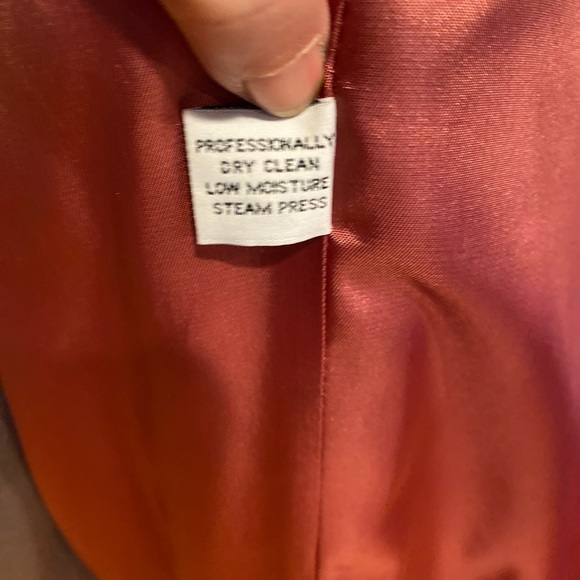 PROFESSIONALLY
DRY CLEAN
LOW MOISTURE
STEAM PRESS